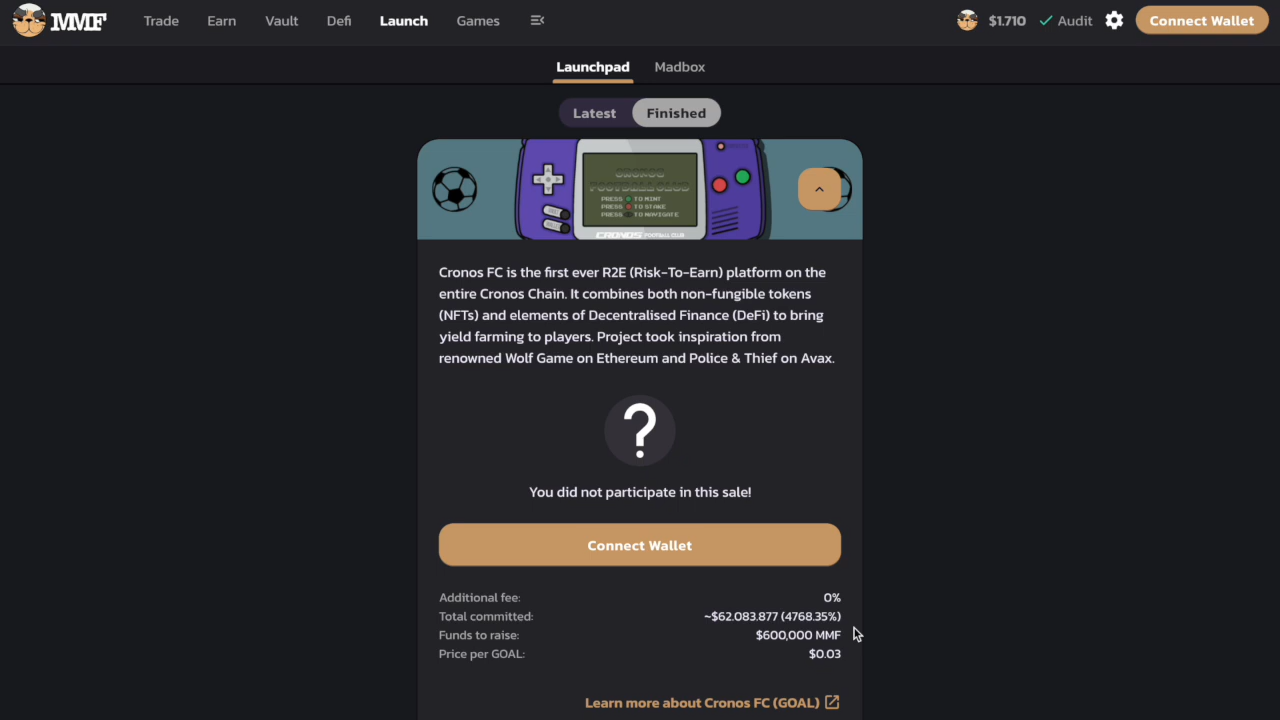 MMF
Trade
Earn
Vault
Defi
Launch
Games
$1.710
Audit
Connect Wallet
Launchpad
Madbox
Latest
Finished
CRONOS
FOOTBALL CLUB
PRESS TO MINT
PRESS TO STAKE
PRESS TO NAVIGATE
CRONOS FOOTBALL CLUB
Cronos FC is the first ever R2E (Risk-To-Earn) platform on the
entire Cronos Chain. It combines both non-fungible tokens
(NFTs) and elements of Decentralised Finance (DeFi) to bring
yield farming to players. Project took inspiration from
renowned Wolf Game on Ethereum and Police & Thief on Avax.
?
You did not participate in this sale!
Connect Wallet
Additional fee: 0%
Total committed: ~$62.083.877 (4768.35%)
Funds to raise: $600,000 MMF
Price per GOAL: $0.03
Learn more about Cronos FC (GOAL)